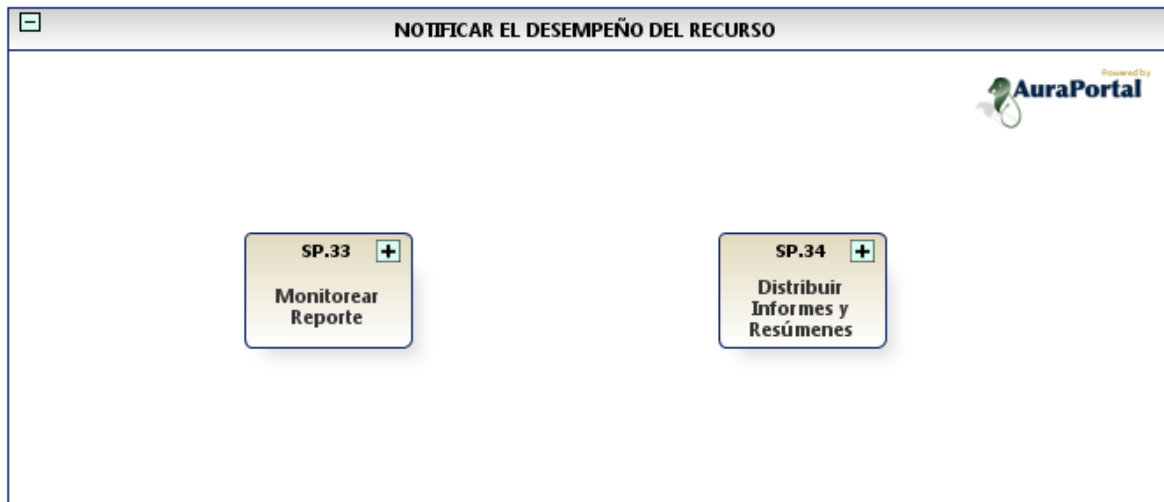 NOTIFICAR EL DESEMPEÑO DEL RECURSO
Powered by
AuraPortal
SP.33
Monitorear
Reporte
SP.34
Distribuir
Informes y
Resúmenes